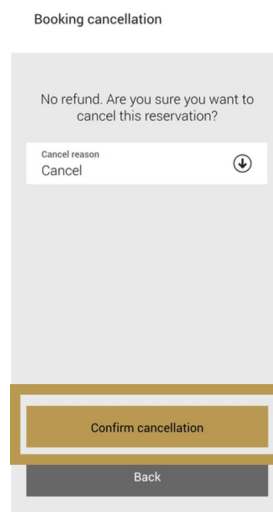 Booking cancellation
No refund. Are you sure you want to
cancel this reservation?
Cancel reason
Cancel
Confirm cancellation
Back